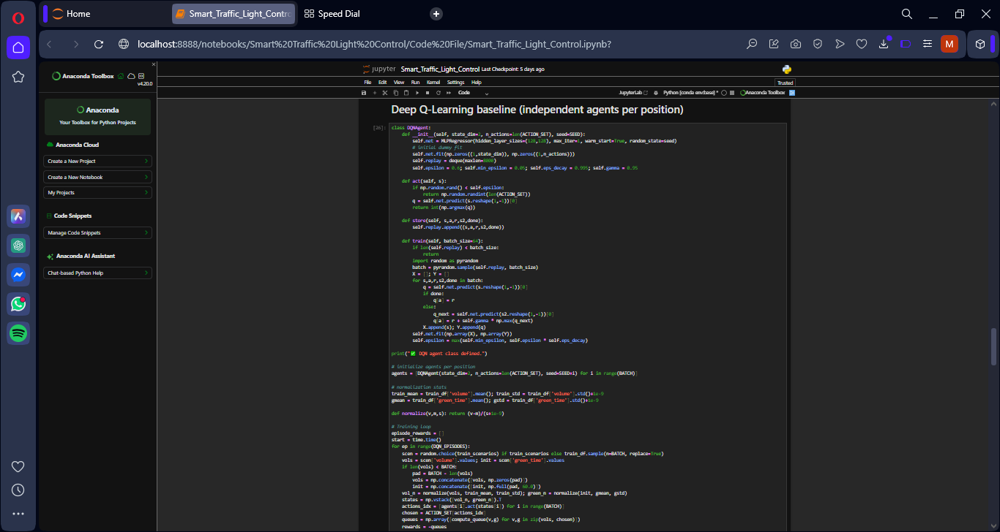 Home
Smart_Traffic_Light_Contro
Speed Dial
localhost:8888/notebooks/Smart%20Traffic%20Light%20Control/Code%20File/Smart_Traffic_Light_Control.ipynb?
M
Anaconda Toolbox
v4.20.0
Anaconda
Your Toolbox for Python Projects
Anaconda Cloud
Create a New Project
Create a New Notebook
My Projects
Code Snippets
Manage Code Snippets
Anaconda AI Assistant
Chat-based Python Help
jupyter Smart_Traffic_Light_Control Last Checkpoint: 5 days ago
File Edit View Run Kernel Settings Help
Trusted
Code
JupyterLab
Python [conda env:base] *
Anaconda Toolbox
Deep Q-Learning baseline (independent agents per position)
[26]:
class DQNAgent:
    def __init__(self, state_dim=2, n_actions=len(ACTION_SET), seed=SEED):
        self.net = MLPRegressor(hidden_layer_sizes=(128,128), max_iter=1, warm_start=True, random_state=seed)
        # initial dummy fit
        self.net.fit(np.zeros((1,state_dim)), np.zeros((1,n_actions)))
        self.replay = deque(maxlen=8000)
        self.epsilon = 0.6; self.min_epsilon = 0.05; self.eps_decay = 0.995; self.gamma = 0.95
    def act(self, s):
        if np.random.rand() < self.epsilon:
            return np.random.randint(len(ACTION_SET))
        q = self.net.predict(s.reshape(1,-1))[0]
        return int(np.argmax(q))
    def store(self, s,a,r,s2,done):
        self.replay.append((s,a,r,s2,done))
    def train(self, batch_size=64):
        if len(self.replay) < batch_size:
            return
        import random as pyrandom
        batch = pyrandom.sample(self.replay, batch_size)
        X = []; Y = []
        for s,a,r,s2,done in batch:
            q = self.net.predict(s.reshape(1,-1))[0]
            if done:
                q[a] = r
            else:
                q_next = self.net.predict(s2.reshape(1,-1))[0]
                q[a] = r + self.gamma * np.max(q_next)
            X.append(s); Y.append(q)
        self.net.fit(np.array(X), np.array(Y))
        self.epsilon = max(self.min_epsilon, self.epsilon * self.eps_decay)
print("✅ DQN agent class defined.")
# initialize agents per position
agents = [DQNAgent(state_dim=2, n_actions=len(ACTION_SET), seed=SEED+i) for i in range(BATCH)]
# normalization stats
train_mean = train_df['volume'].mean(); train_std = train_df['volume'].std()+1e-9
gmean = train_df['green_time'].mean(); gstd = train_df['green_time'].std()+1e-9
def normalize(v,m,s): return (v-m)/(s+1e-9)
# Training loop
episode_rewards = []
start = time.time()
for ep in range(DQN_EPISODES):
    scen = random.choice(train_scenarios) if train_scenarios else train_df.sample(n=BATCH, replace=True)
    vols = scen['volume'].values; init = scen['green_time'].values
    if len(vols) < BATCH:
        pad = BATCH - len(vols)
        vols = np.concatenate([vols, np.zeros(pad)])
        init = np.concatenate([init, np.full(pad, 60.0)])
    vol_n = normalize(vols, train_mean, train_std); green_n = normalize(init, gmean, gstd)
    states = np.vstack([vol_n, green_n]).T
    actions_idx = [agents[i].act(states[i]) for i in range(BATCH)]
    chosen = ACTION_SET[actions_idx]
    queues = np.array([compute_queue(v,g) for v,g in zip(vols, chosen)])
    rewards = -queues